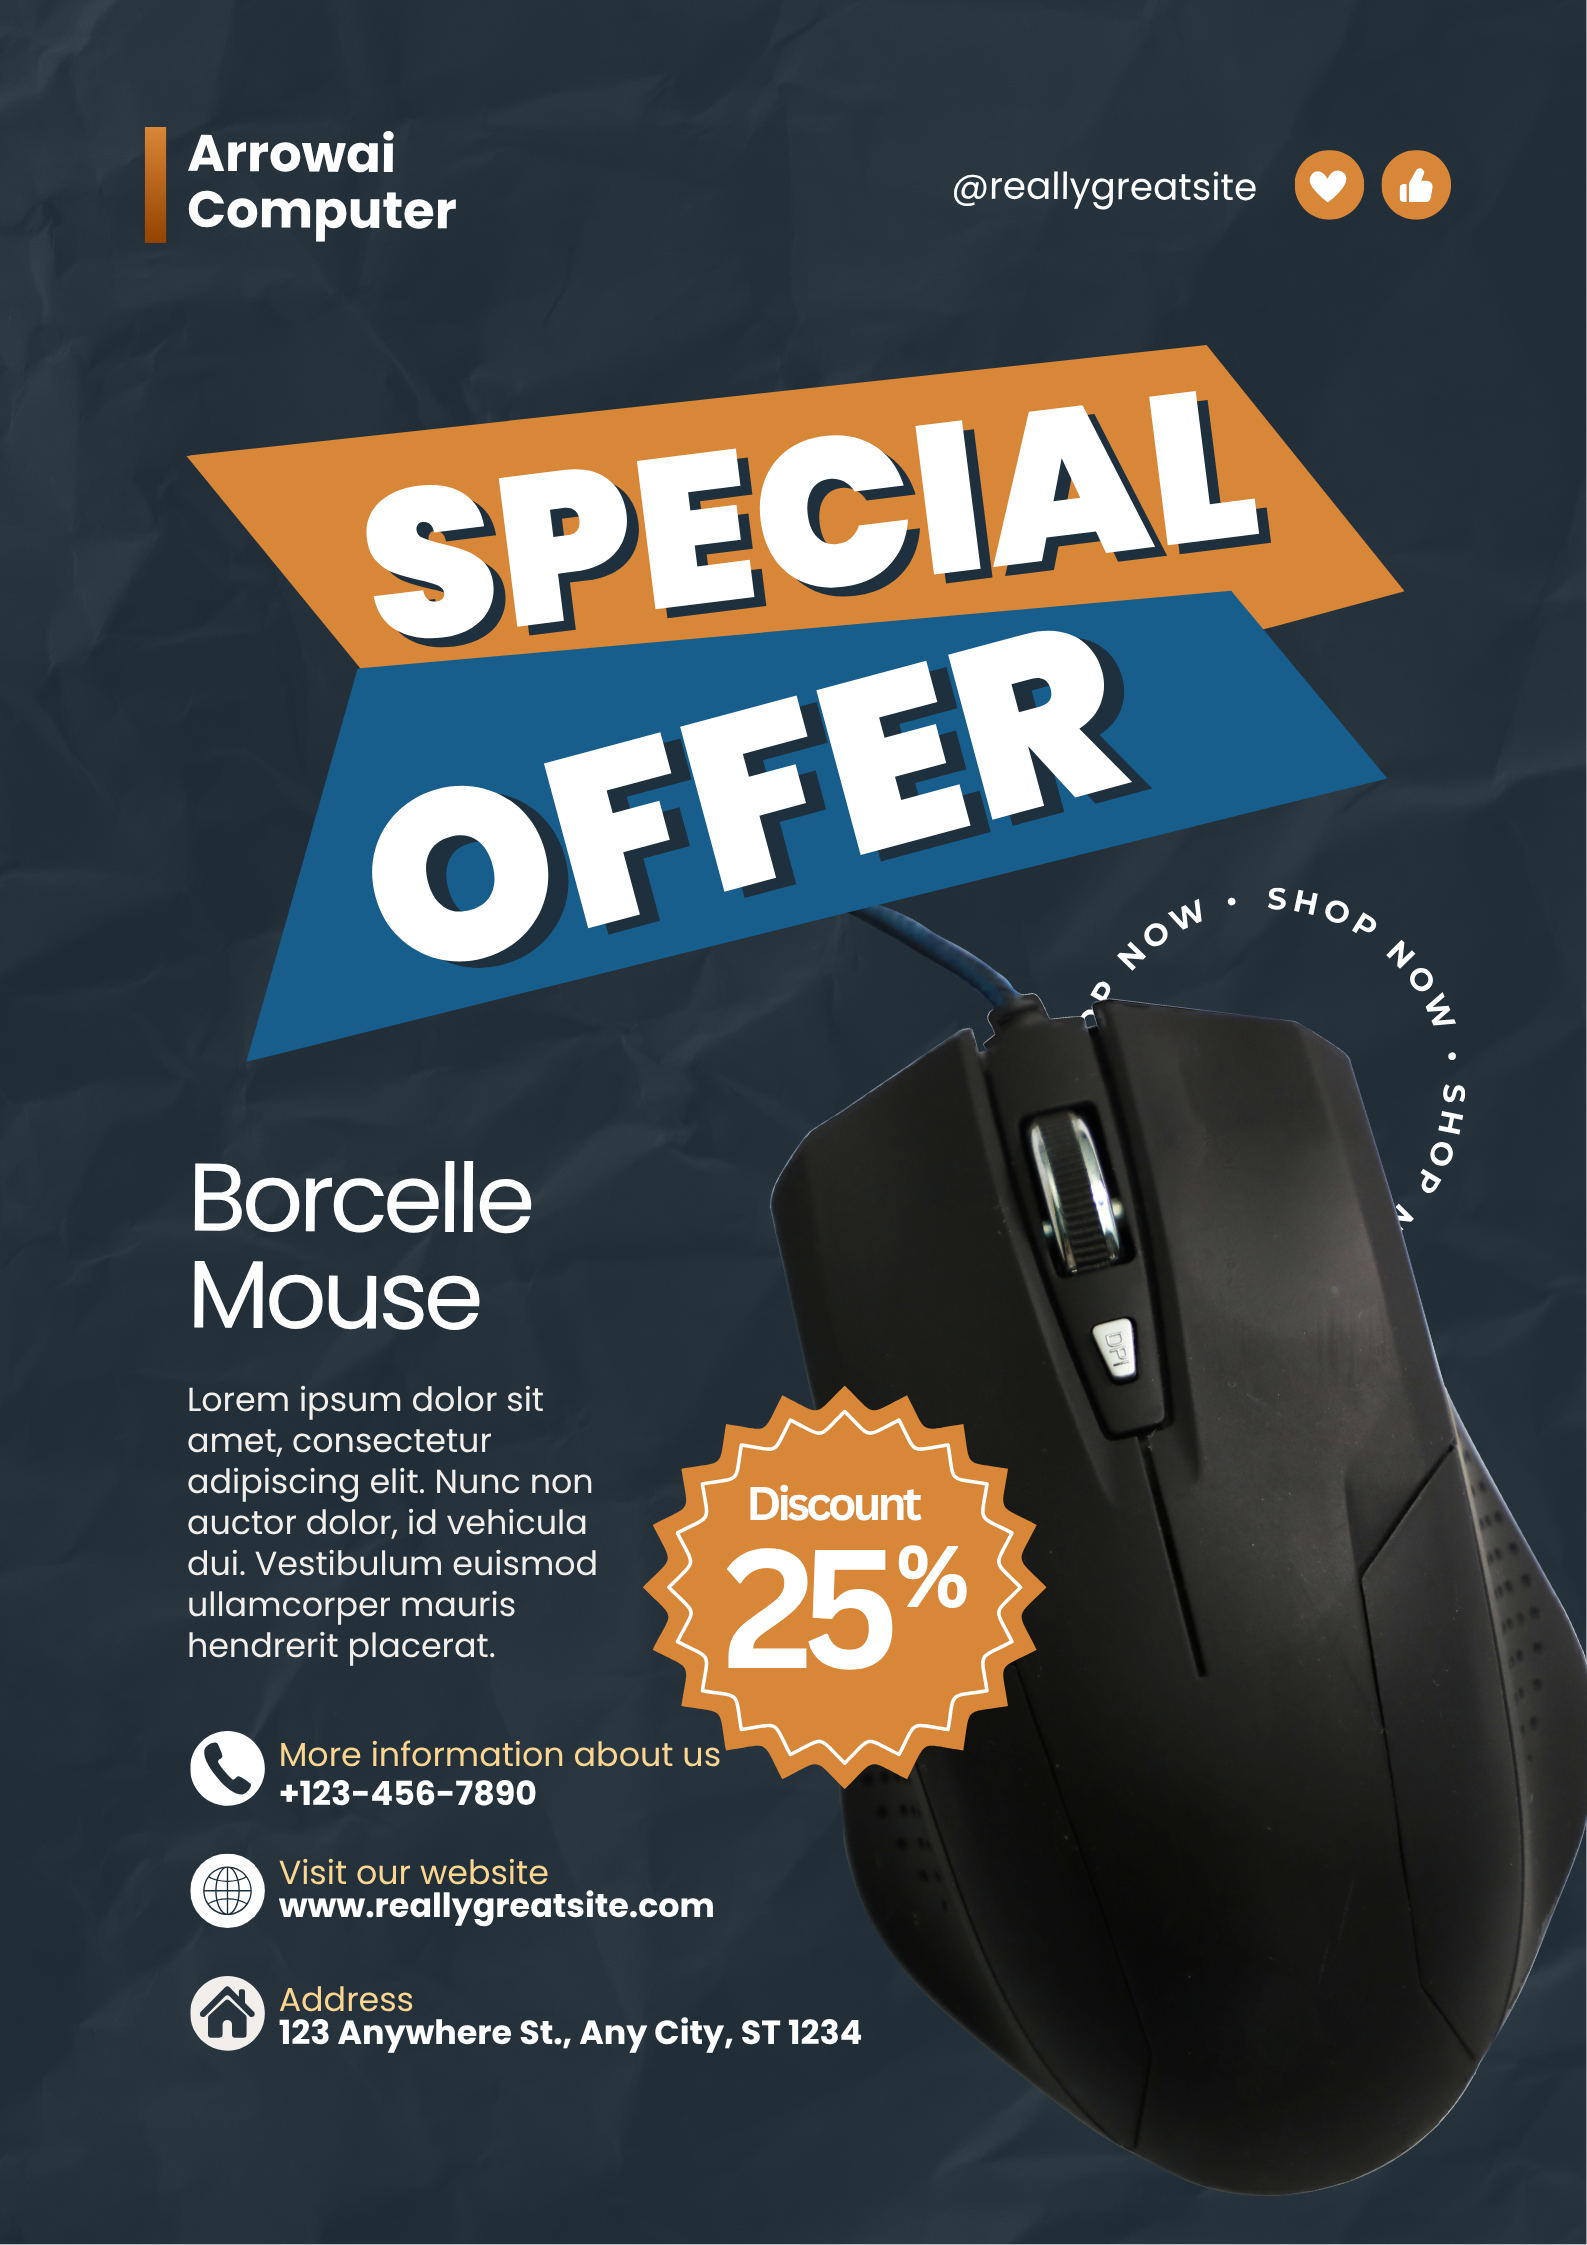 Arrowai
Computer
@reallygreatsite
SPECIAL
OFFER
NOW • SHOP NOW • SHOP
Borcelle
Mouse
DPI
Lorem ipsum dolor sit
amet, consectetur
adipiscing elit. Nunc non
auctor dolor, id vehicula
dui. Vestibulum euismod
ullamcorper mauris
hendrerit placerat.
Discount
25%
More information about us
+123-456-7890
Visit our website
www.reallygreatsite.com
Address
123 Anywhere St., Any City, ST 1234